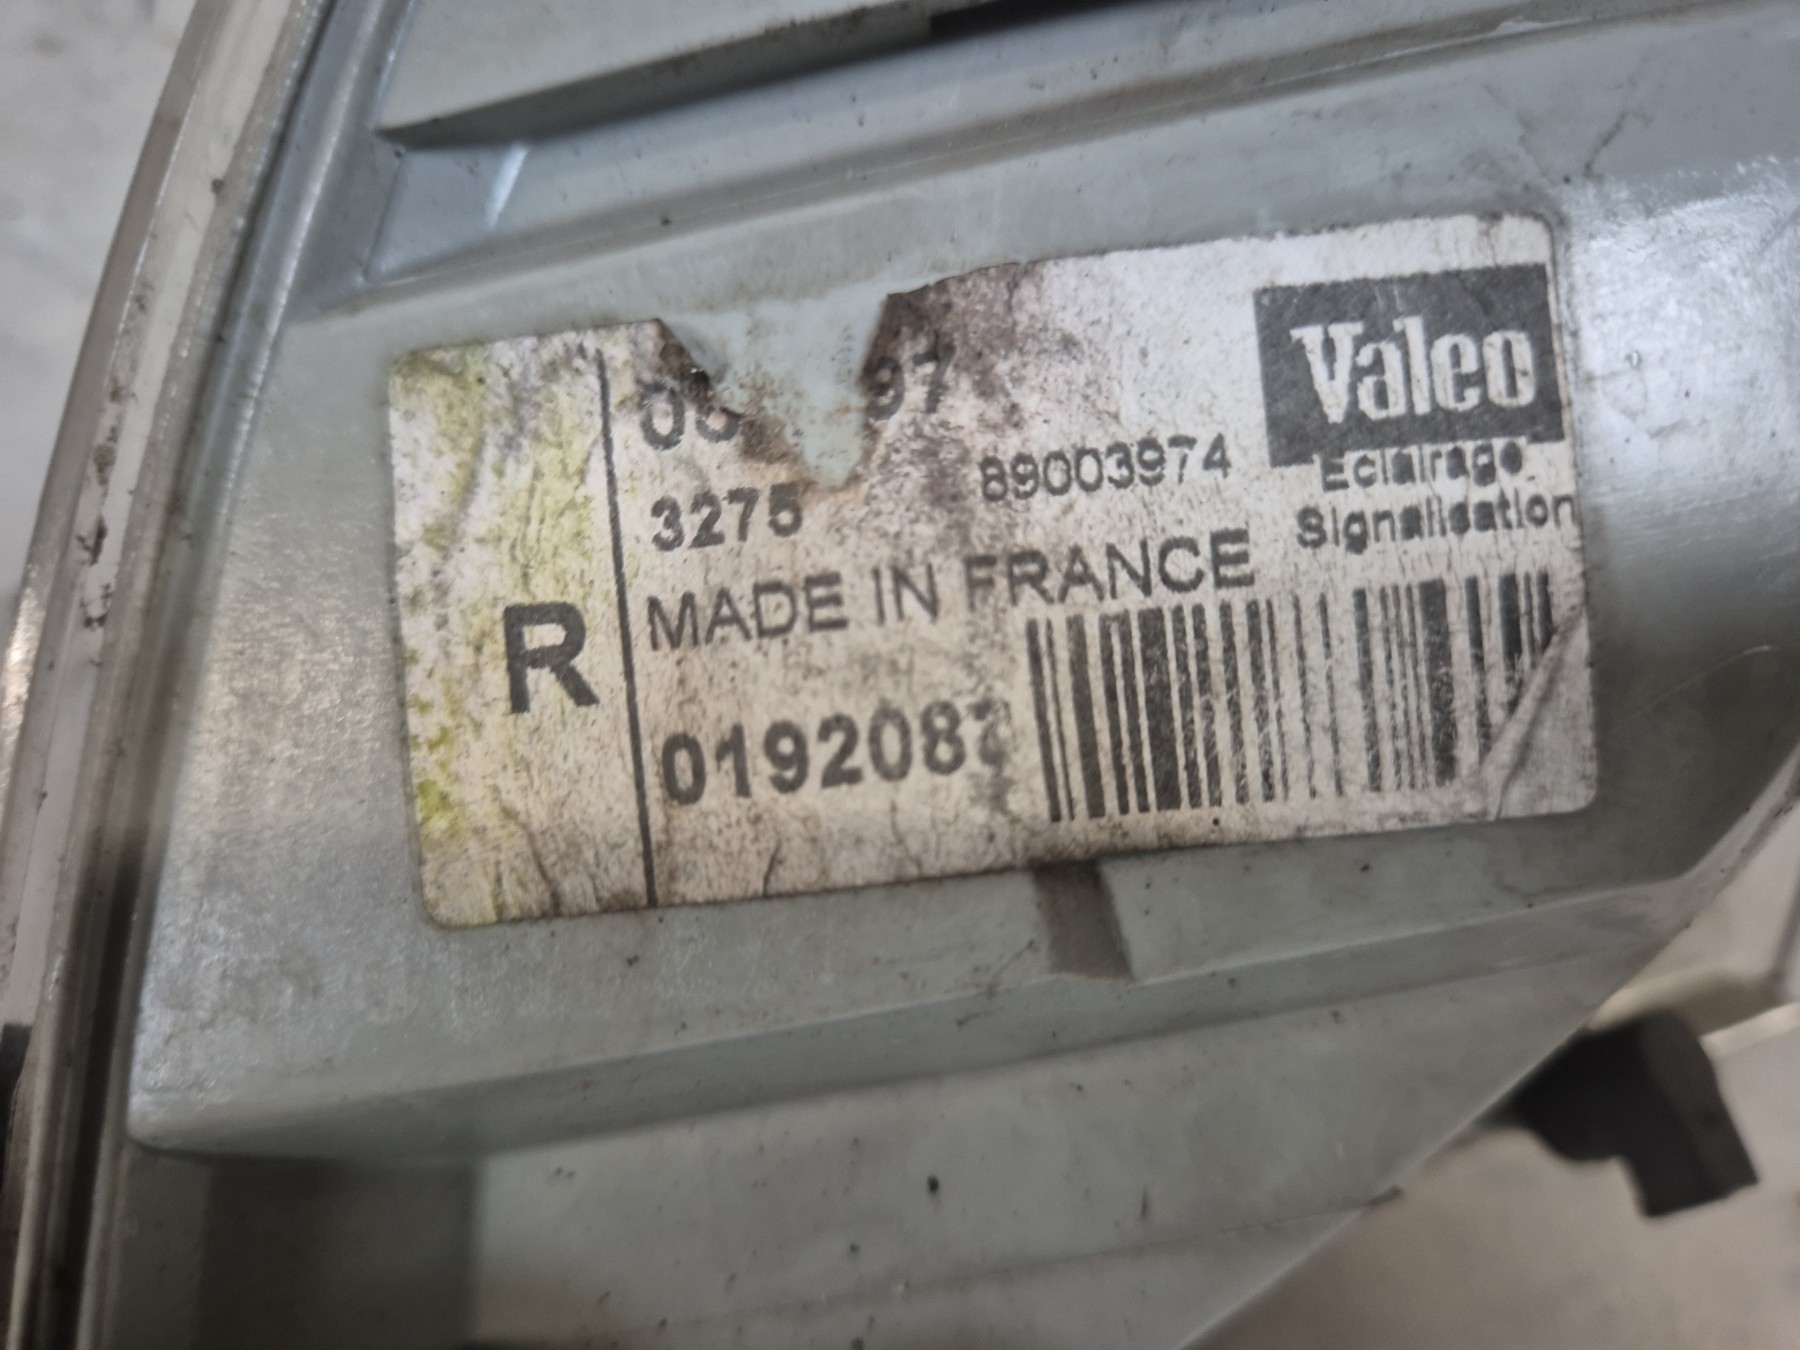 Valeo
3275
89003974
Eclairage
Signalisation
MADE IN FRANCE
R